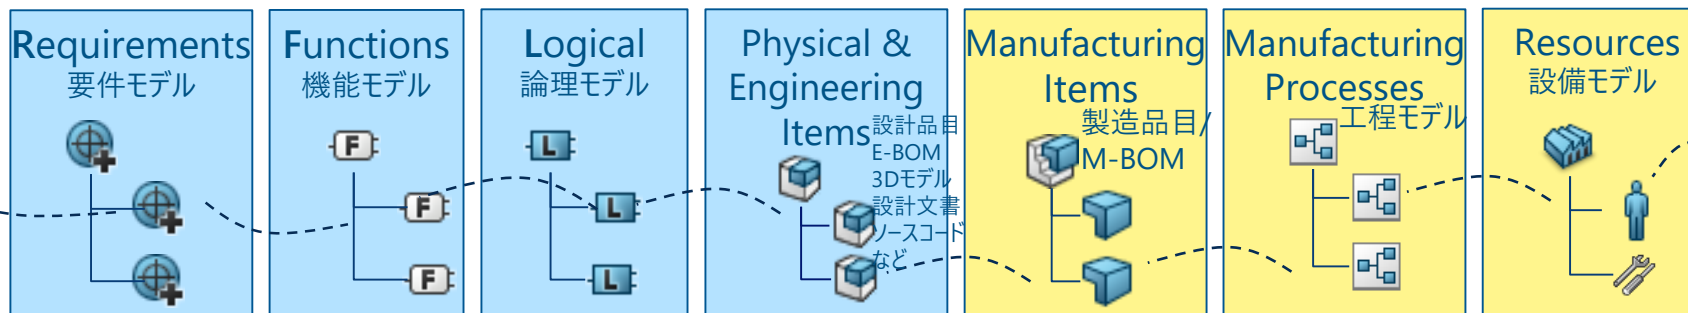 Requirements
要件モデル
Functions
機能モデル
F
F
F
Logical
論理モデル
L
L
L
Physical &
Engineering
Items
設計品目
E-BOM
3Dモデル
設計文書
ソースコード
など
Manufacturing
Items
製造品目/
M-BOM
Manufacturing
Processes
工程モデル
Resources
設備モデル